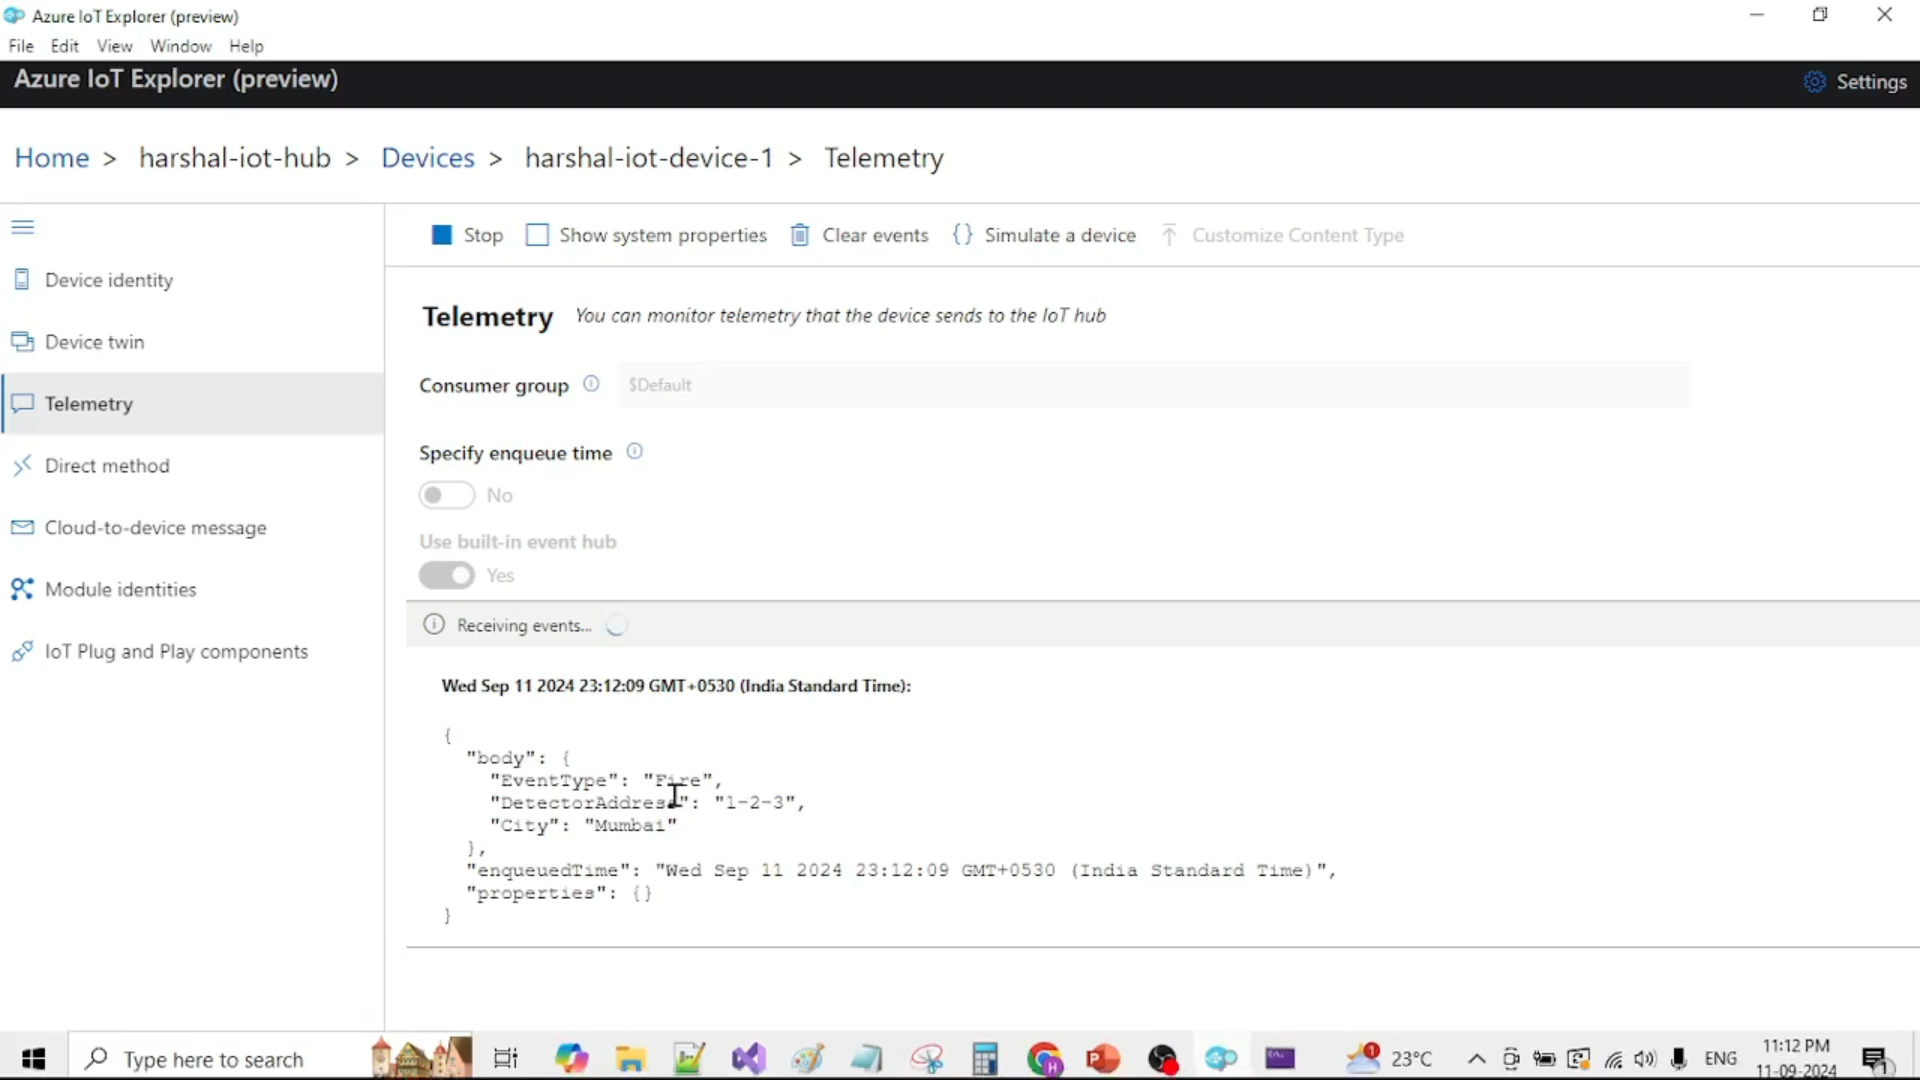 Azure IoT Explorer (preview)
File Edit View Window Help
Azure IoT Explorer (preview)
Settings
Home > harshal-iot-hub > Devices > harshal-iot-device-1 > Telemetry
Stop Show system properties Clear events {} Simulate a device Customize Content Type
Device identity
Device twin
Telemetry
Direct method
Cloud-to-device message
Module identities
IoT Plug and Play components
Telemetry You can monitor telemetry that the device sends to the IoT hub
Consumer group $Default
Specify enqueue time
No
Use built-in event hub
Yes
Receiving events...
Wed Sep 11 2024 23:12:09 GMT+0530 (India Standard Time):
{
"body": {
"EventType": "Fire",
"DetectorAddress": "1-2-3",
"City": "Mumbai"
},
"enqueuedTime": "Wed Sep 11 2024 23:12:09 GMT+0530 (India Standard Time)",
"properties": {}
}
Type here to search
1
23°C
ENG
11:12 PM
11-09-2024
1